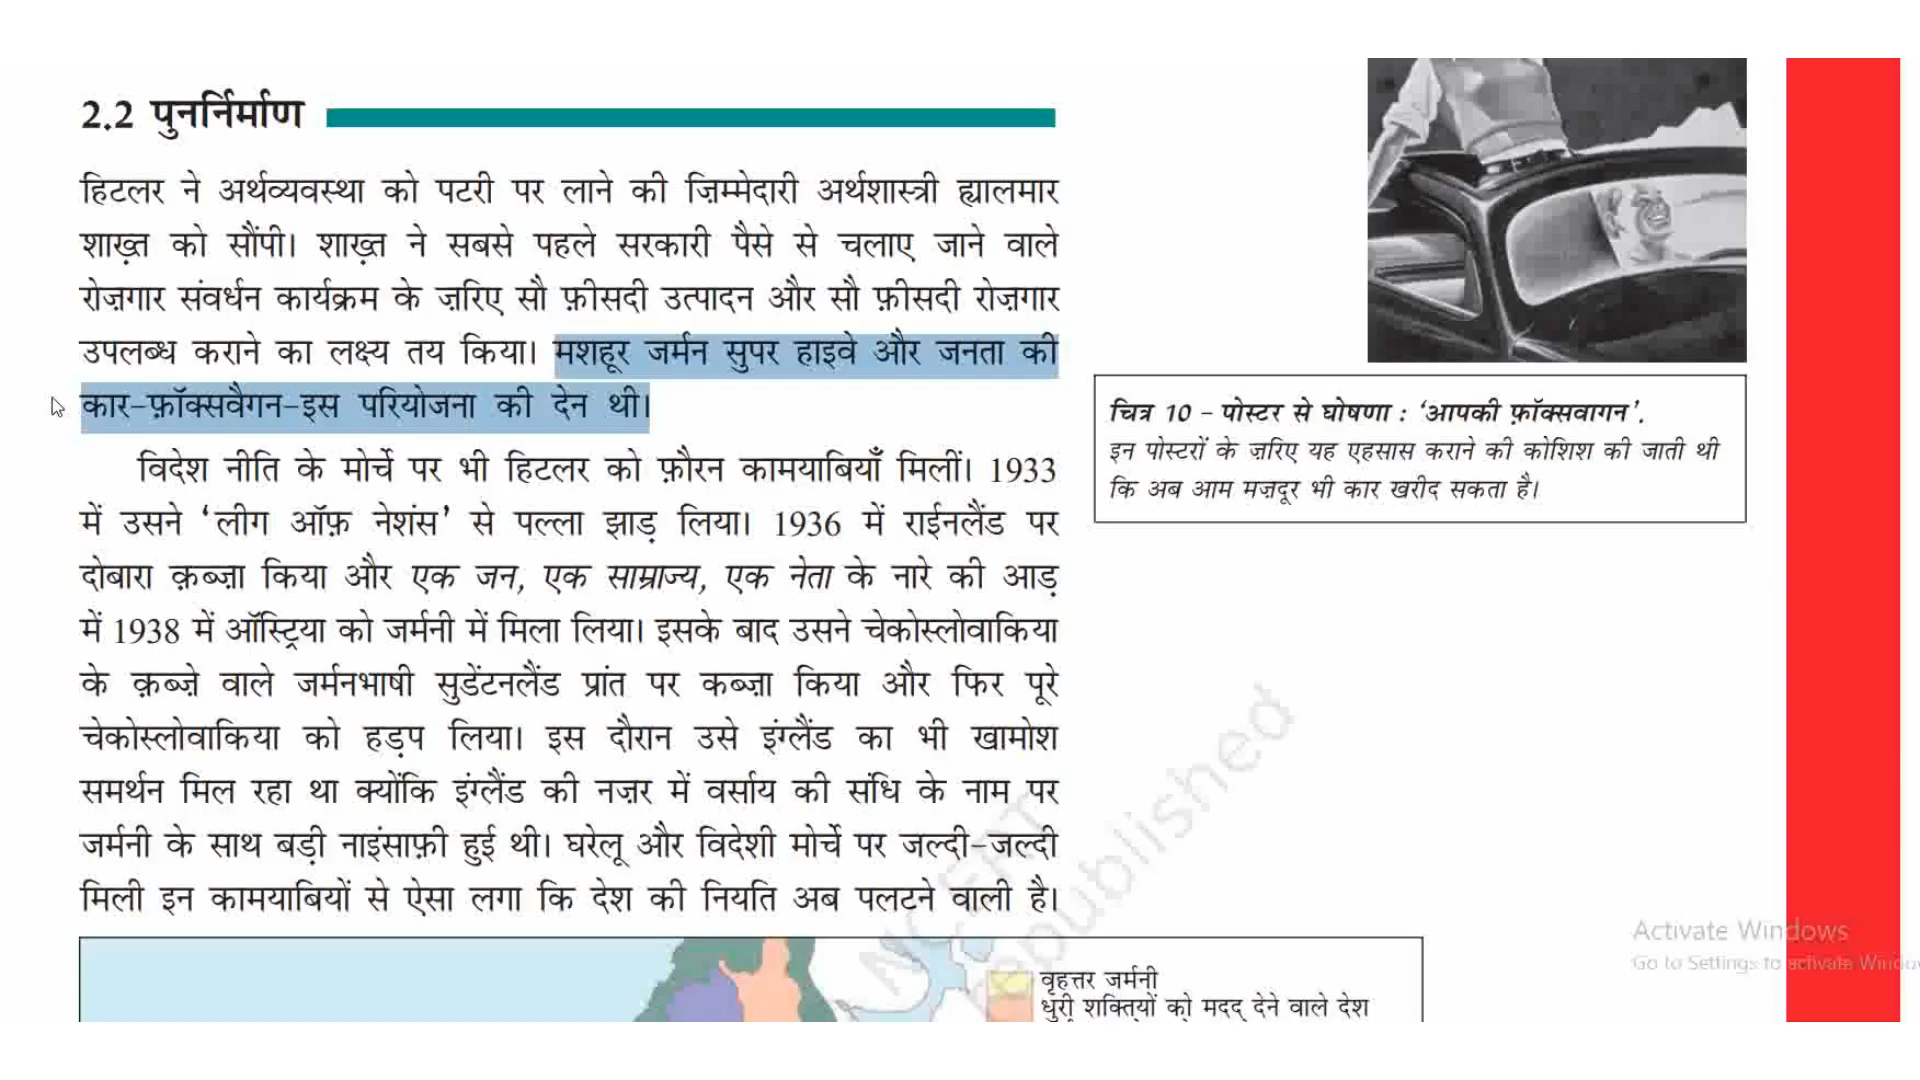 2.2 पुनर्निर्माण
हिटलर ने अर्थव्यवस्था को पटरी पर लाने की ज़िम्मेदारी अर्थशास्त्री ह्यालमार
शाख़्त को सौंपी। शाख़्त ने सबसे पहले सरकारी पैसे से चलाए जाने वाले
रोज़गार संवर्धन कार्यक्रम के ज़रिए सौ फ़ीसदी उत्पादन और सौ फ़ीसदी रोज़गार
उपलब्ध कराने का लक्ष्य तय किया। मशहूर जर्मन सुपर हाइवे और जनता की
कार-फ़ॉक्सवैगन-इस परियोजना की देन थी।
विदेश नीति के मोर्चे पर भी हिटलर को फ़ौरन कामयाबियाँ मिलीं। 1933
में उसने ‘लीग ऑफ़ नेशंस’ से पल्ला झाड़ लिया। 1936 में राईनलैंड पर
दोबारा क़ब्ज़ा किया और एक जन, एक साम्राज्य, एक नेता के नारे की आड़
में 1938 में ऑस्ट्रिया को जर्मनी में मिला लिया। इसके बाद उसने चेकोस्लोवाकिया
के क़ब्ज़े वाले जर्मनभाषी सुडेंटनलैंड प्रांत पर कब्ज़ा किया और फिर पूरे
चेकोस्लोवाकिया को हड़प लिया। इस दौरान उसे इंग्लैंड का भी खामोश
समर्थन मिल रहा था क्योंकि इंग्लैंड की नज़र में वर्साय की संधि के नाम पर
जर्मनी के साथ बड़ी नाइंसाफ़ी हुई थी। घरेलू और विदेशी मोर्चे पर जल्दी-जल्दी
मिली इन कामयाबियों से ऐसा लगा कि देश की नियति अब पलटने वाली है।
चित्र 10 - पोस्टर से घोषणा : ‘आपकी फ़ॉक्सवागन’.
इन पोस्टरों के ज़रिए यह एहसास कराने की कोशिश की जाती थी
कि अब आम मज़दूर भी कार खरीद सकता है।
NCERT
republished
वृहत्तर जर्मनी
धुरी शक्तियों को मदद् देने वाले देश
Activate Windows
Go to Settings to activate Windo